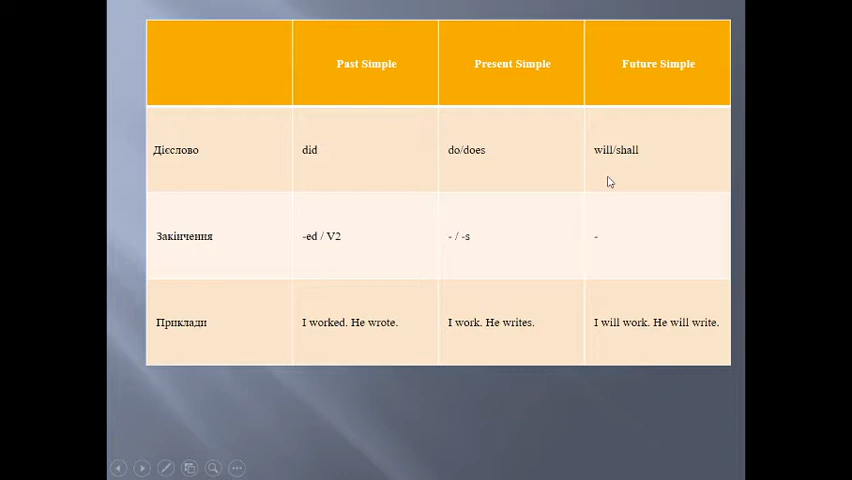 Past Simple Present Simple Future Simple
Дієслово did do/does will/shall
Закінчення -ed / V2 - / -s -
Приклади I worked. He wrote. I work. He writes. I will work. He will write.